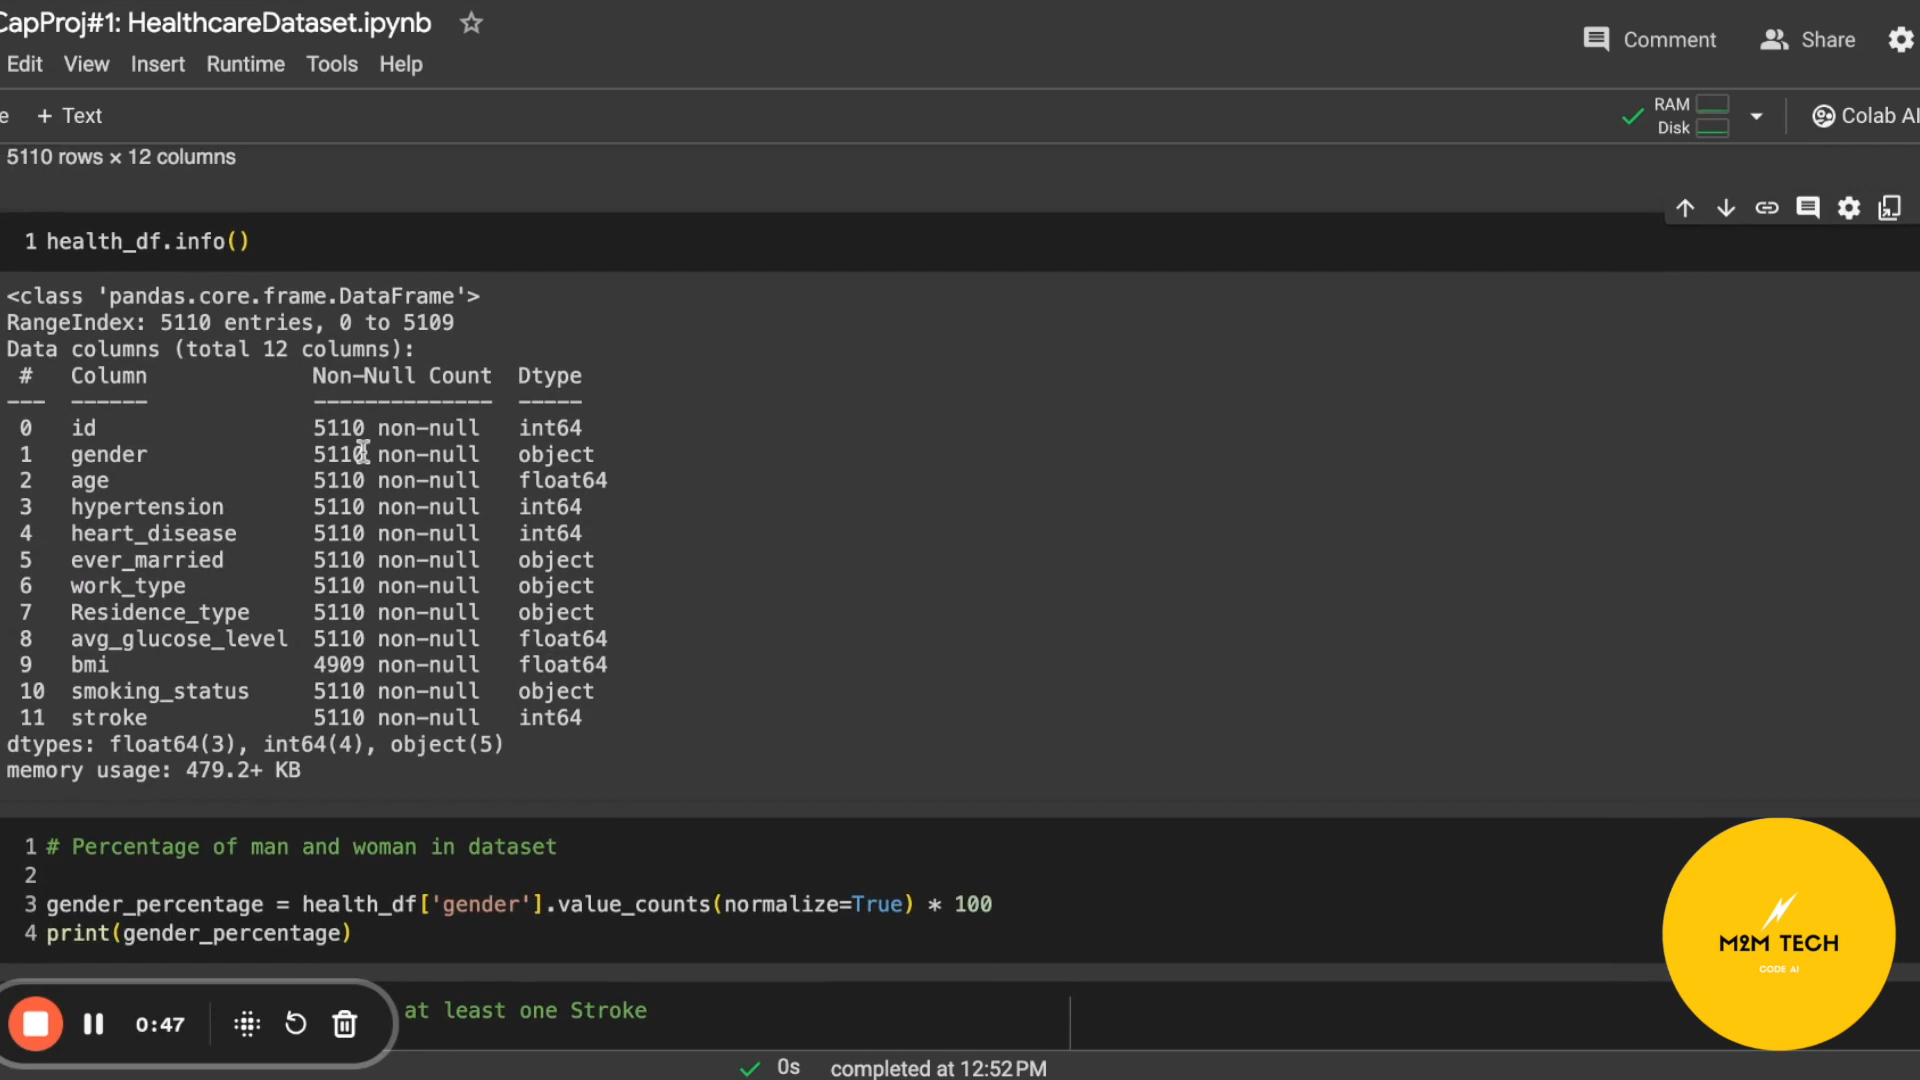 CapProj#1: HealthcareDataset.ipynb
Comment
Share
Edit View Insert Runtime Tools Help
e + Text
RAM
Disk
Colab AI
5110 rows × 12 columns
1 health_df.info()
<class 'pandas.core.frame.DataFrame'>
RangeIndex: 5110 entries, 0 to 5109
Data columns (total 12 columns):
# Column Non-Null Count Dtype
--- ------ -------------- -----
0 id 5110 non-null int64
1 gender 5110 non-null object
2 age 5110 non-null float64
3 hypertension 5110 non-null int64
4 heart_disease 5110 non-null int64
5 ever_married 5110 non-null object
6 work_type 5110 non-null object
7 Residence_type 5110 non-null object
8 avg_glucose_level 5110 non-null float64
9 bmi 4909 non-null float64
10 smoking_status 5110 non-null object
11 stroke 5110 non-null int64
dtypes: float64(3), int64(4), object(5)
memory usage: 479.2+ KB
1 # Percentage of man and woman in dataset
2
3 gender_percentage = health_df['gender'].value_counts(normalize=True) * 100
4 print(gender_percentage)
M2M TECH
CODE AI
at least one Stroke
0:47
0s completed at 12:52 PM